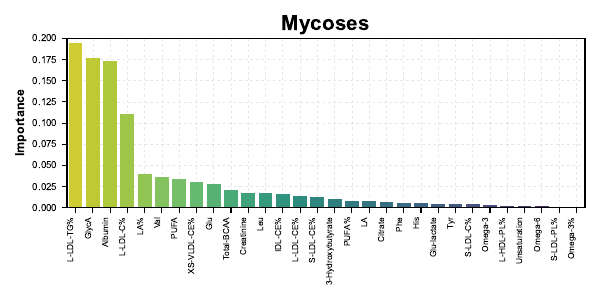 Mycoses
0.200
0.175
0.150
0.125
0.100
0.075
0.050
0.025
0.000
Importance
L-LDL-TG%
GlycA
Albumin
L-LDL-C%
LA%
Val
PUFA
XS-VLDL-CE%
Glu
Total-BCAA
Creatinine
Leu
IDL-CE%
L-LDL-CE%
S-LDL-CE%
3-Hydroxybutyrate
PUFA%
LA
Citrate
Phe
His
Glu-lactate
Tyr
S-LDL-C%
Omega-3
L-HDL-PL%
Unsaturation
Omega-6
S-LDL-PL%
Omega-3%